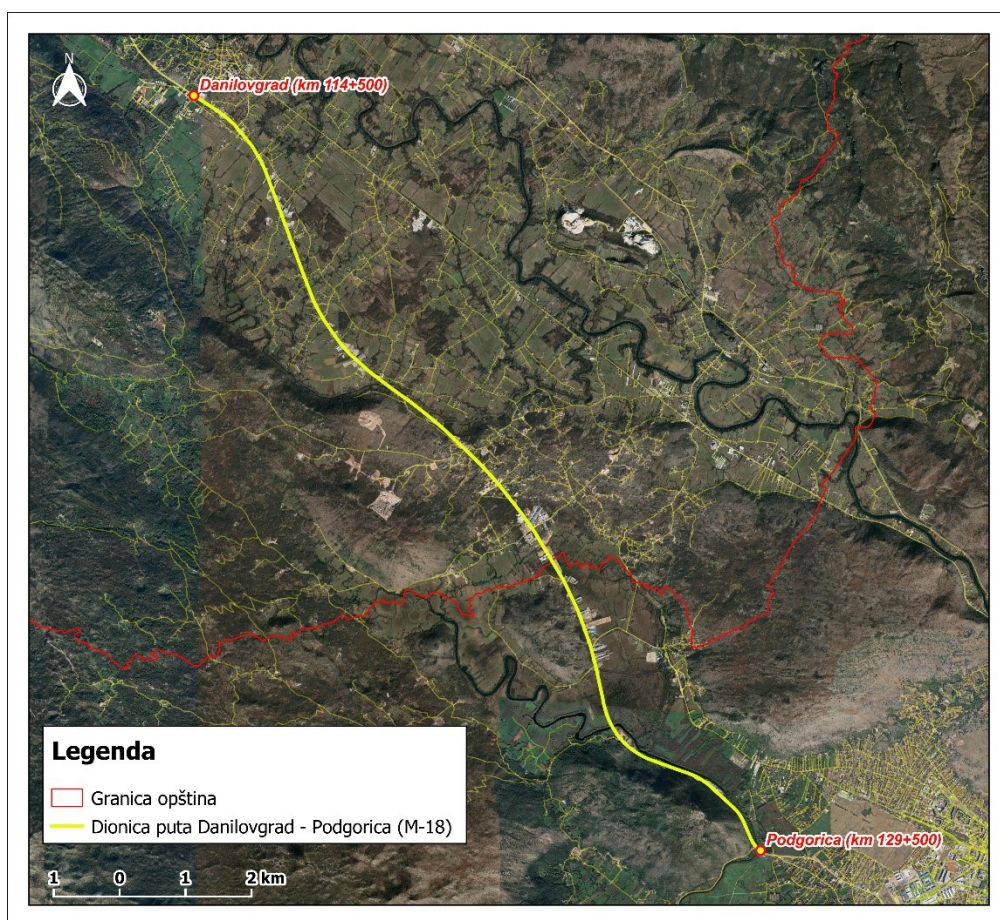 N
Danilovgrad (km 114+500)
Legenda
Granica opština
Dionica puta Danilovgrad - Podgorica (M-18)
1 0 1 2 km
Podgorica (km 129+500)